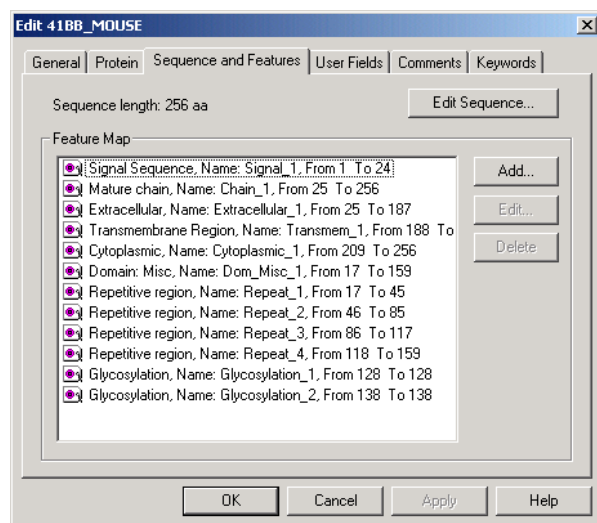 Edit 41BB_MOUSE
General Protein Sequence and Features User Fields Comments Keywords
Sequence length: 256 aa
Edit Sequence...
Feature Map
Signal Sequence, Name: Signal_1, From 1 To 24
Mature chain, Name: Chain_1, From 25 To 256
Extracellular, Name: Extracellular_1, From 25 To 187
Transmembrane Region, Name: Transmem_1, From 188 To
Cytoplasmic, Name: Cytoplasmic_1, From 209 To 256
Domain: Misc, Name: Dom_Misc_1, From 17 To 159
Repetitive region, Name: Repeat_1, From 17 To 45
Repetitive region, Name: Repeat_2, From 46 To 85
Repetitive region, Name: Repeat_3, From 86 To 117
Repetitive region, Name: Repeat_4, From 118 To 159
Glycosylation, Name: Glycosylation_1, From 128 To 128
Glycosylation, Name: Glycosylation_2, From 138 To 138
Add...
Edit...
Delete
OK Cancel Apply Help